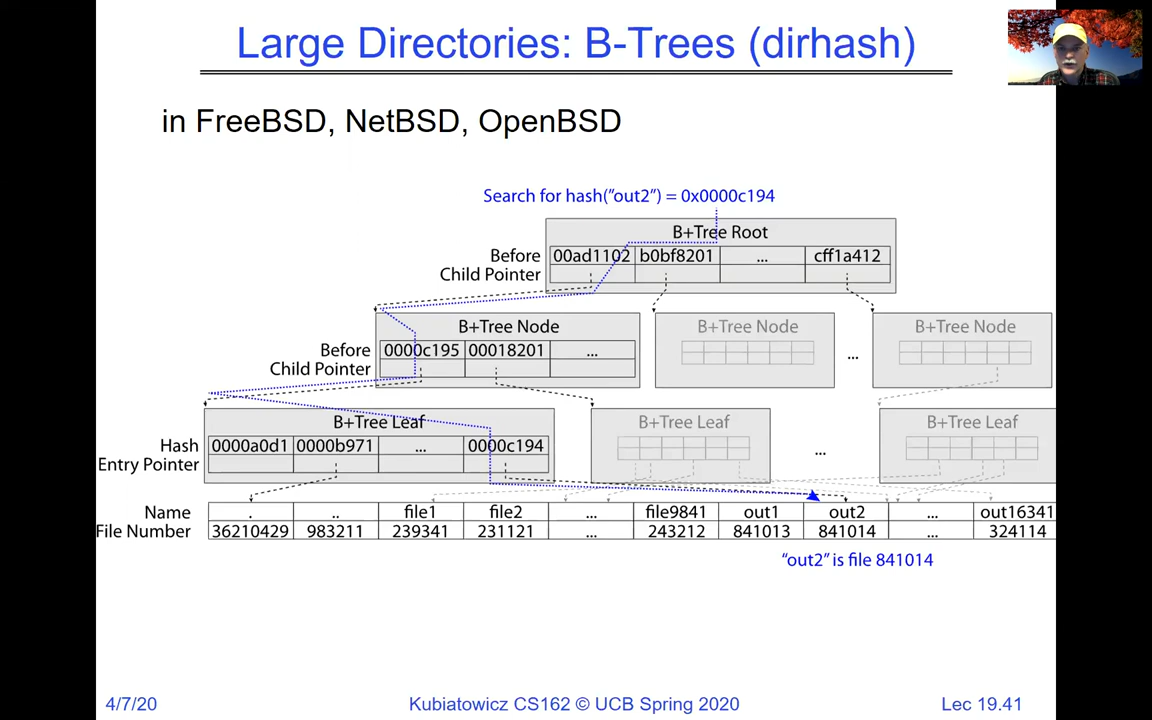 Large Directories: B-Trees (dirhash)
in FreeBSD, NetBSD, OpenBSD
Search for hash("out2") = 0x0000c194
B+Tree Root
Before 00ad1102 b0bf8201 ... cff1a412
Child Pointer
B+Tree Node B+Tree Node B+Tree Node
Before 0000c195 00018201 ... ...
Child Pointer
B+Tree Leaf B+Tree Leaf B+Tree Leaf
Hash 0000a0d1 0000b971 ... 0000c194 ...
Entry Pointer
Name . .. file1 file2 ... file9841 out1 out2 ... out16341
File Number 36210429 983211 239341 231121 ... 243212 841013 841014 ... 324114
"out2" is file 841014
4/7/20 Kubiatowicz CS162 © UCB Spring 2020 Lec 19.41